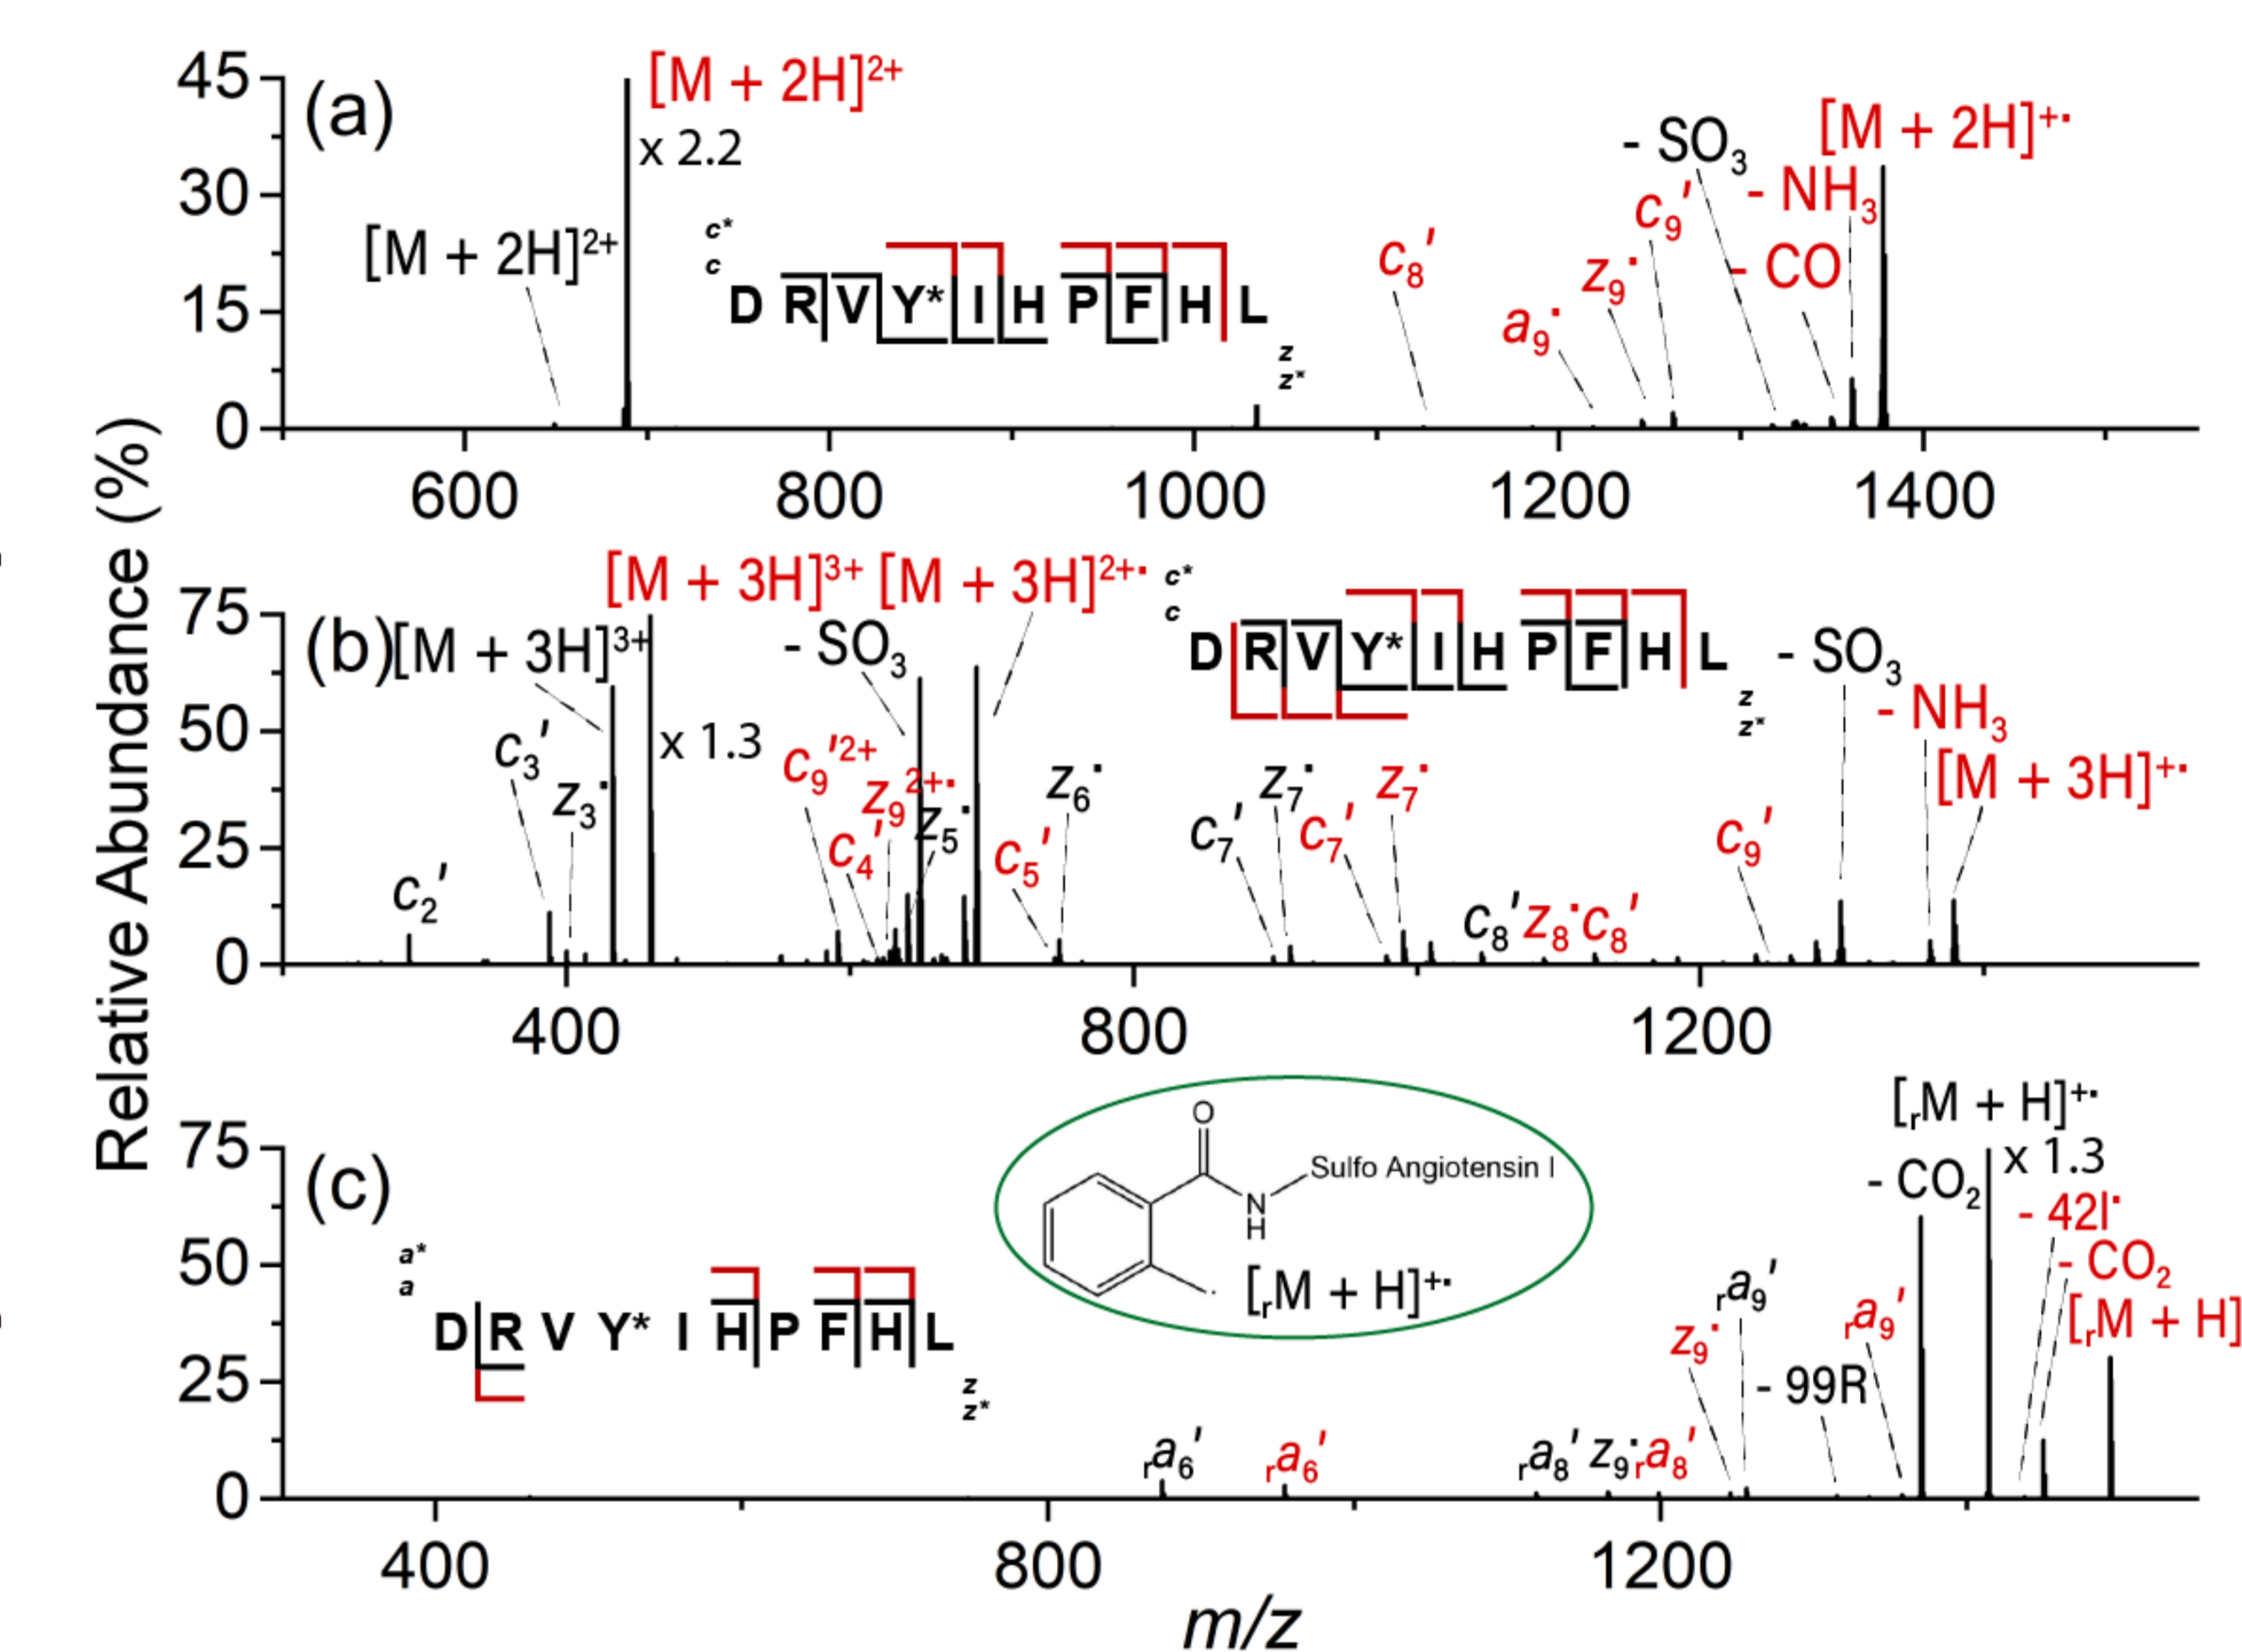 Relative Abundance (%)
(a)
45
30
15
0
[M + 2H]2+
x 2.2
[M + 2H]2+
c*
c
D R V Y* I H P F H L
z
z*
c8'
a9•
z9•
c9'
- SO3
- NH3
- CO
[M + 2H]+•
600 800 1000 1200 1400
(b)
75
50
25
0
[M + 3H]3+
[M + 3H]3+
x 1.3
[M + 3H]2+•
- SO3
c*
c
D R V Y* I H P F H L
z
z*
c2'
c3'
z3•
c9'2+
c4'
z92+•
z5•
c5'
z6•
c7'
z7•
c7'
z7•
c8'
z8•
c8'
c9'
- SO3
- NH3
[M + 3H]+•
400 800 1200
(c)
75
50
25
0
a*
a
D R V Y* I H P F H L
z
z*
O
N
H
Sulfo Angiotensin I
[rM + H]+•
ra6'
ra6'
ra8'
z9•
ra8'
z9•
ra9'
- 99R
ra9'
- CO2
[rM + H]+•
x 1.3
- 42I•
- CO2
[rM + H]
400 800 1200
m/z